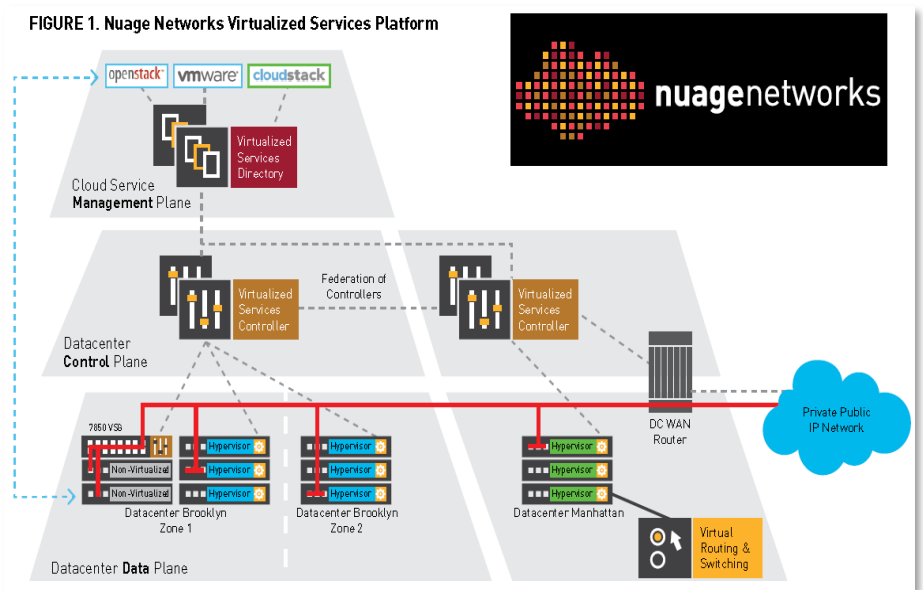 FIGURE 1. Nuage Networks Virtualized Services Platform
nuagenetworks
openstack™
vmware®
cloudstack
Virtualized
Services
Directory
Cloud Service
Management Plane
Federation of
Controllers
Virtualized
Services
Controller
Virtualized
Services
Controller
Datacenter
Control Plane
DC WAN
Router
Private Public
IP Network
7850 VSG
Non-Virtualized
Non-Virtualized
Hypervisor
Hypervisor
Hypervisor
Hypervisor
Hypervisor
Hypervisor
Hypervisor
Hypervisor
Hypervisor
Datacenter Brooklyn
Zone 1
Datacenter Brooklyn
Zone 2
Datacenter Manhattan
Virtual
Routing &
Switching
Datacenter Data Plane